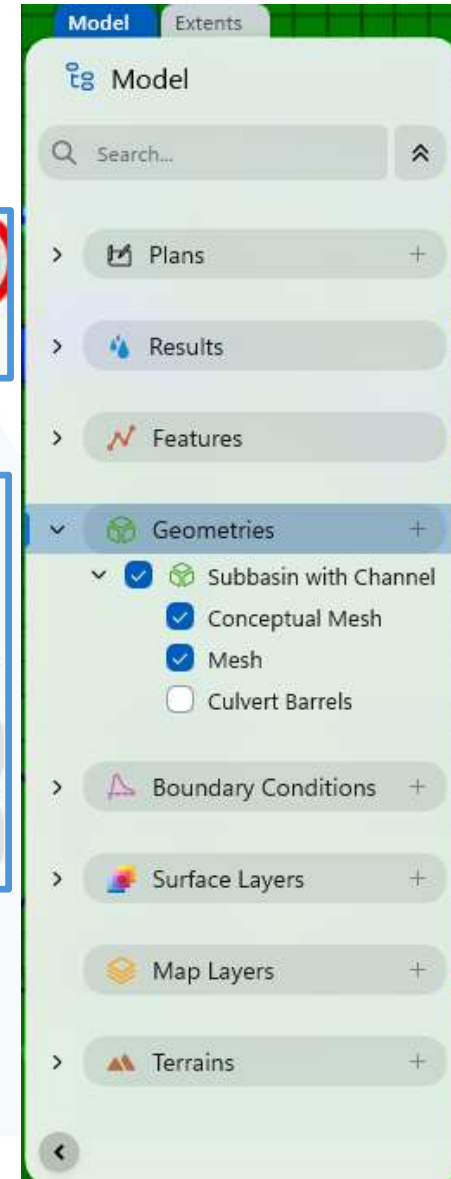 Model Extents
Model
Search...
Plans
Results
Features
Geometries
Subbasin with Channel
Conceptual Mesh
Mesh
Culvert Barrels
Boundary Conditions
Surface Layers
Map Layers
Terrains